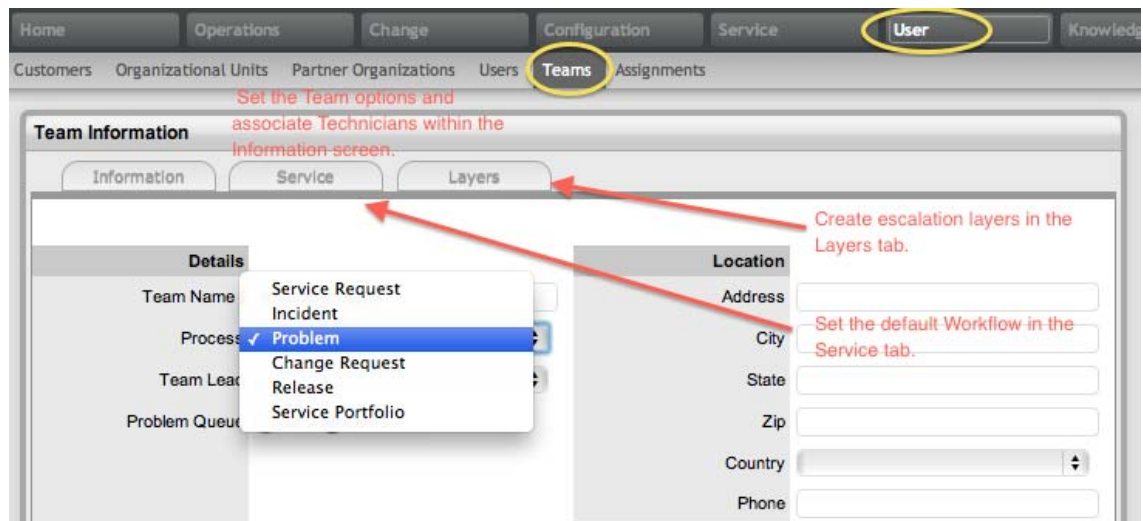 Home Operations Change Configuration Service User Knowledg
Customers Organizational Units Partner Organizations Users Teams Assignments
Set the Team options and
associate Technicians within the
Information screen.
Team Information
Information Service Layers
Create escalation layers in the
Layers tab.
Details
Team Name
Process
Team Lead
Problem Queue
Service Request
Incident
✓ Problem
Change Request
Release
Service Portfolio
Location
Address
City
State
Zip
Country
Phone
Set the default Workflow in the
Service tab.